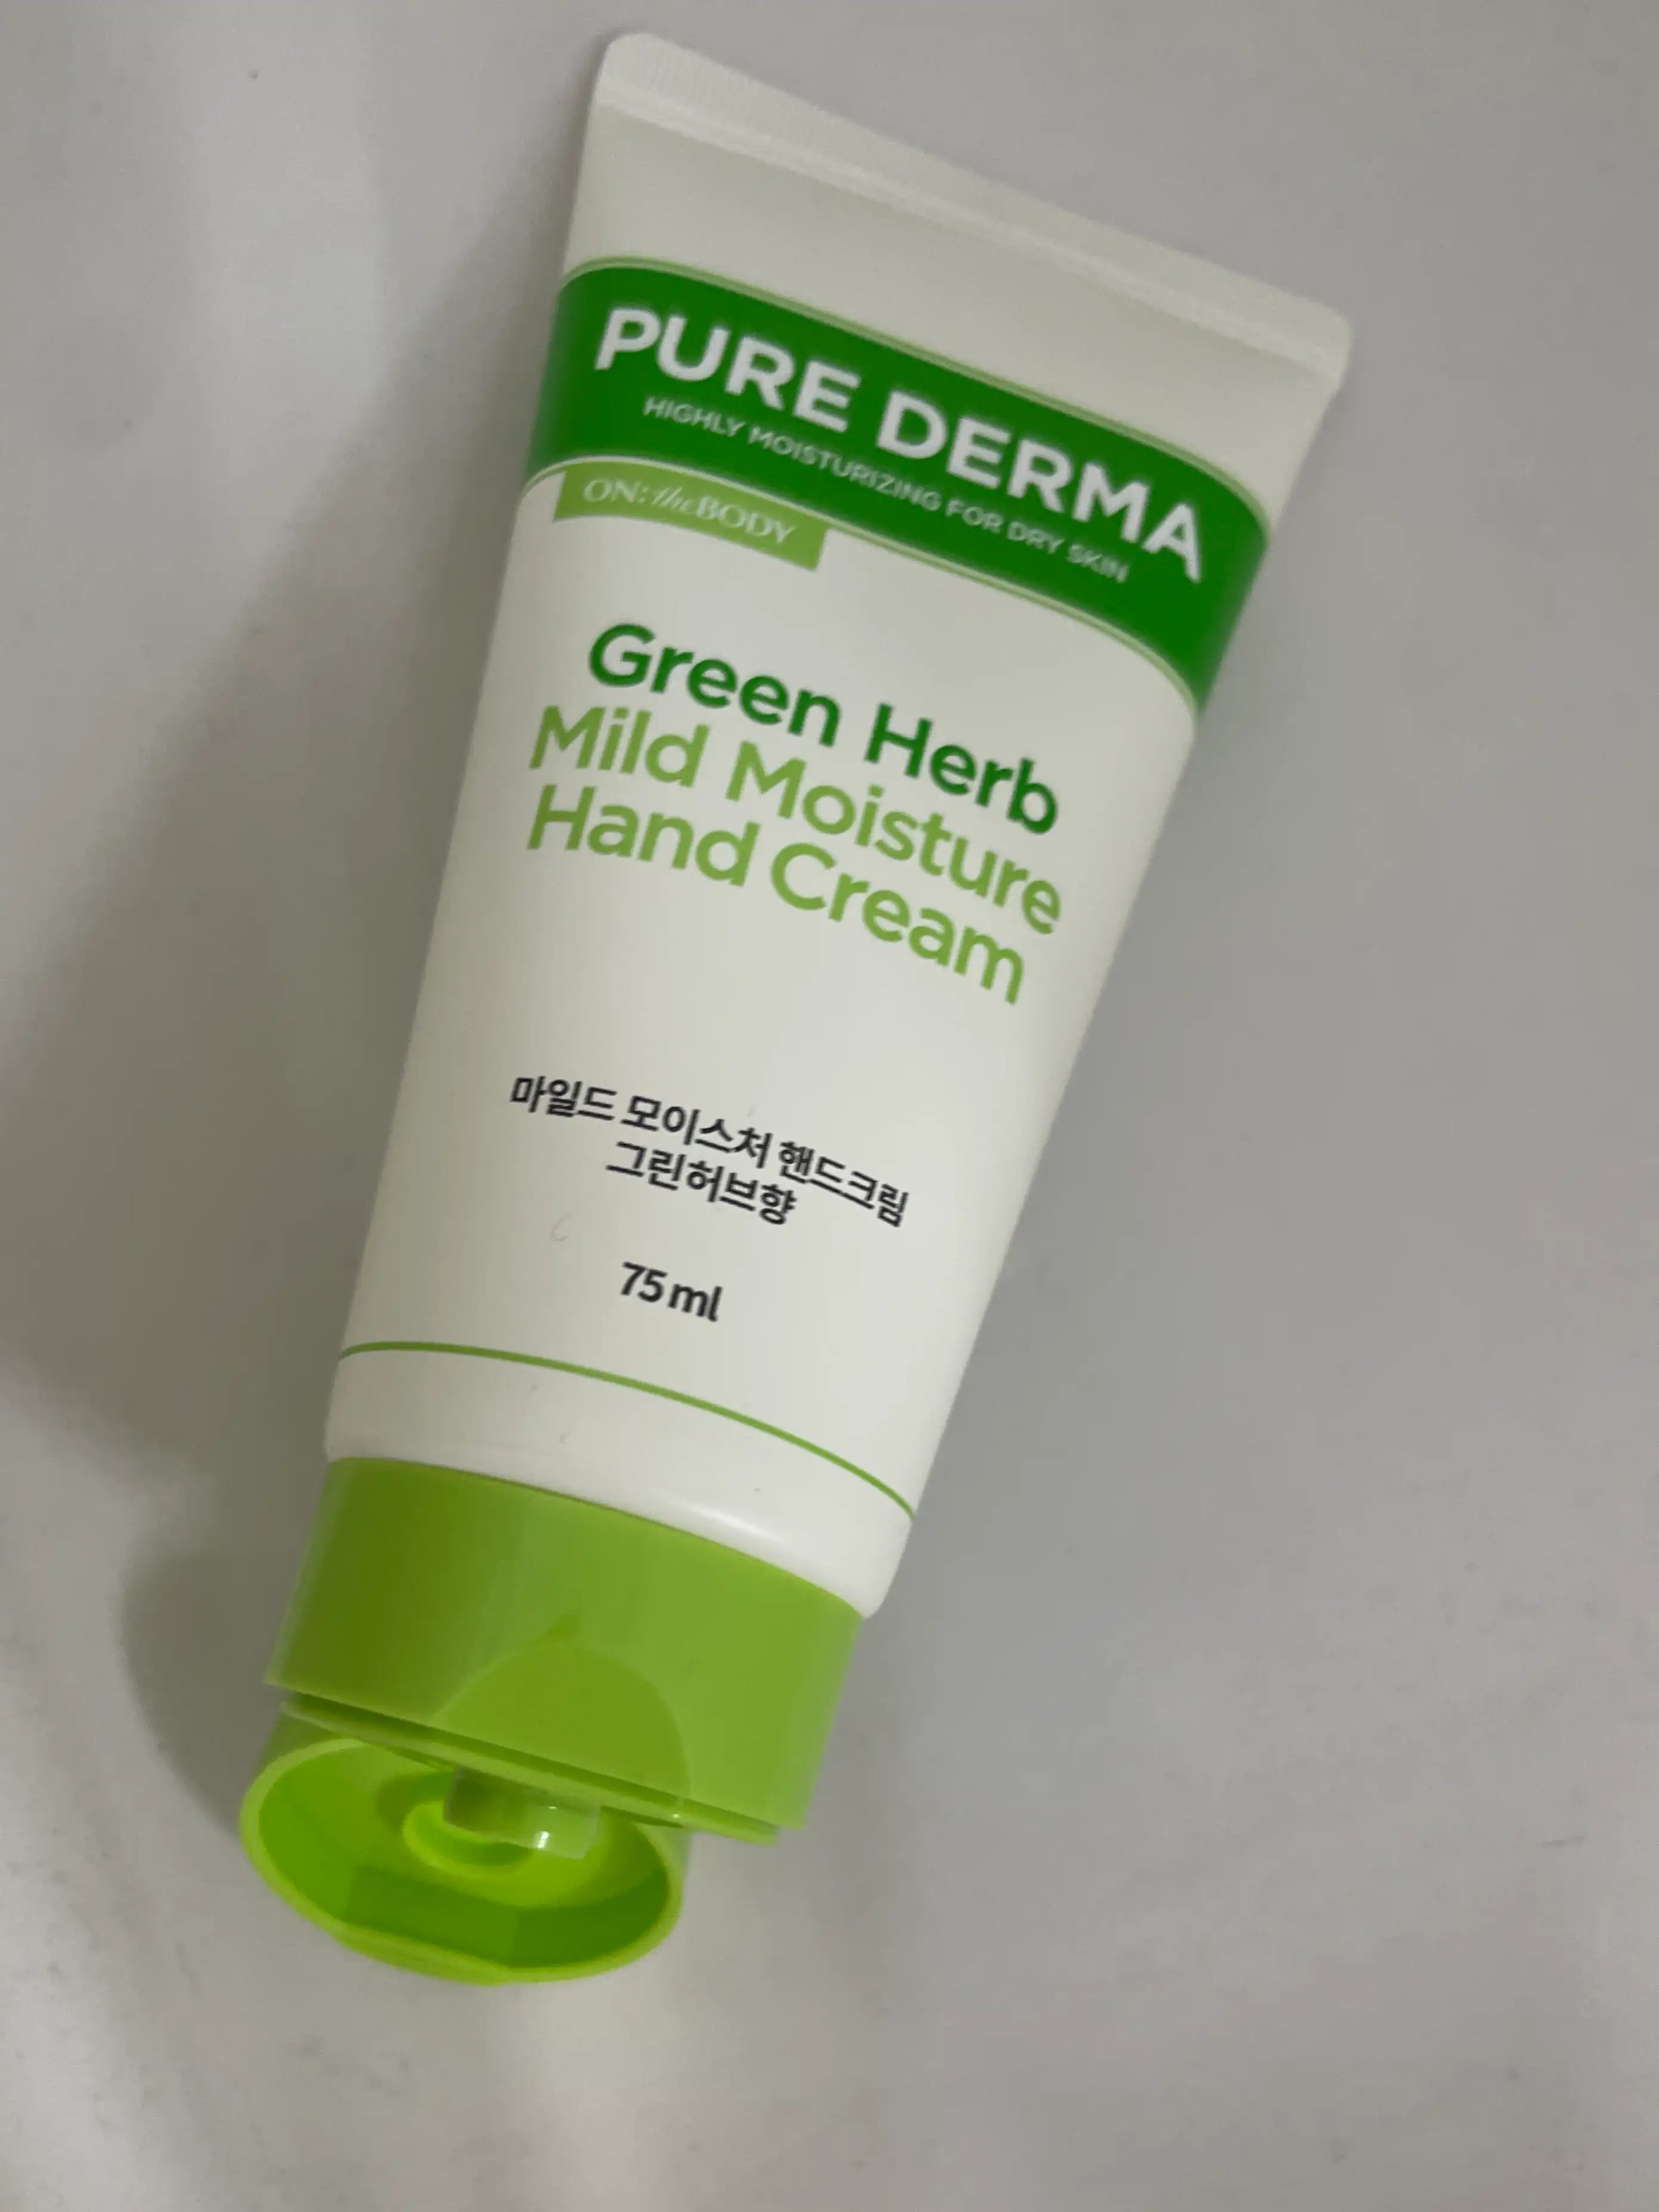 PURE DERMA
HIGHLY MOISTURIZING FOR DRY SKIN
ON: the BODY
Green Herb
Mild Moisture
Hand Cream
마일드 모이스처 핸드크림
그린허브향
75 ml